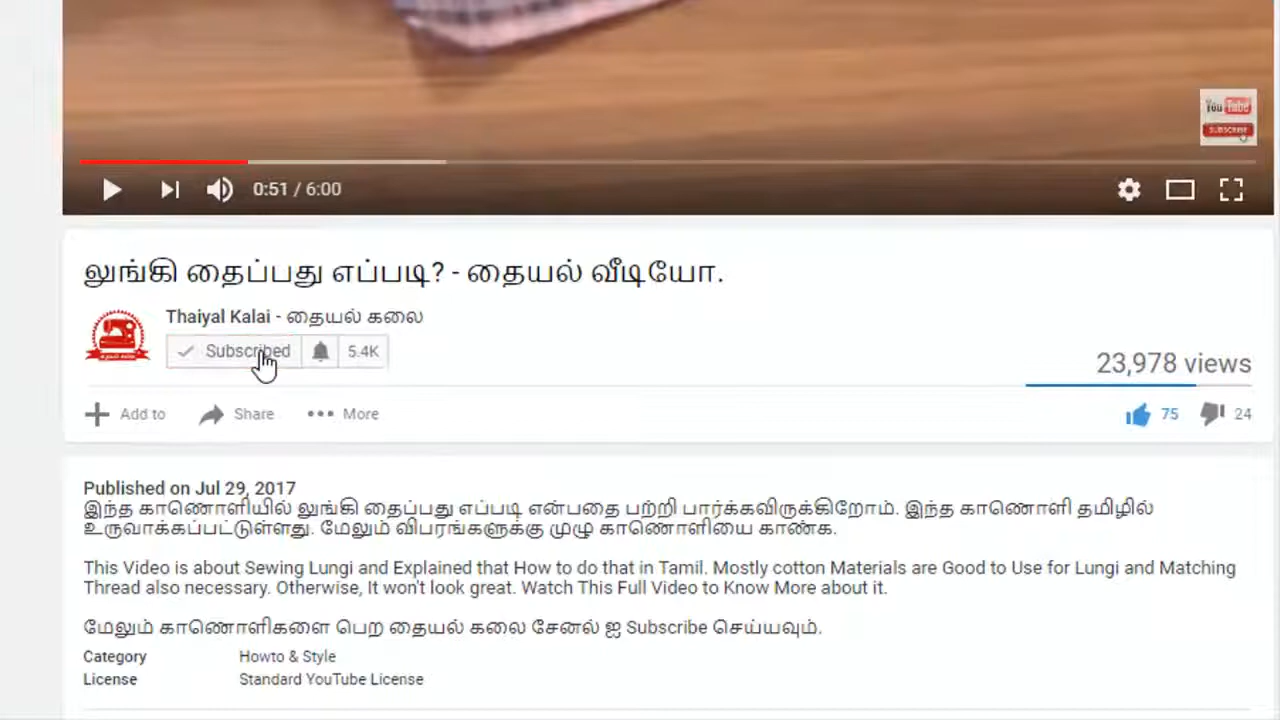 You Tube
SUBSCRIBE
0:51 / 6:00
லுங்கி தைப்பது எப்படி? - தையல் வீடியோ.
Thaiyal Kalai - தையல் கலை
Subscribed 5.4K
23,978 views
Add to Share More 75 24
Published on Jul 29, 2017
இந்த காணொளியில் லுங்கி தைப்பது எப்படி என்பதை பற்றி பார்க்கவிருக்கிறோம். இந்த காணொளி தமிழில்
உருவாக்கப்பட்டுள்ளது. மேலும் விபரங்களுக்கு முழு காணொளியை காண்க.
This Video is about Sewing Lungi and Explained that How to do that in Tamil. Mostly cotton Materials are Good to Use for Lungi and Matching
Thread also necessary. Otherwise, It won't look great. Watch This Full Video to Know More about it.
மேலும் காணொளிகளை பெற தையல் கலை சேனல் ஐ Subscribe செய்யவும்.
Category Howto & Style
License Standard YouTube License